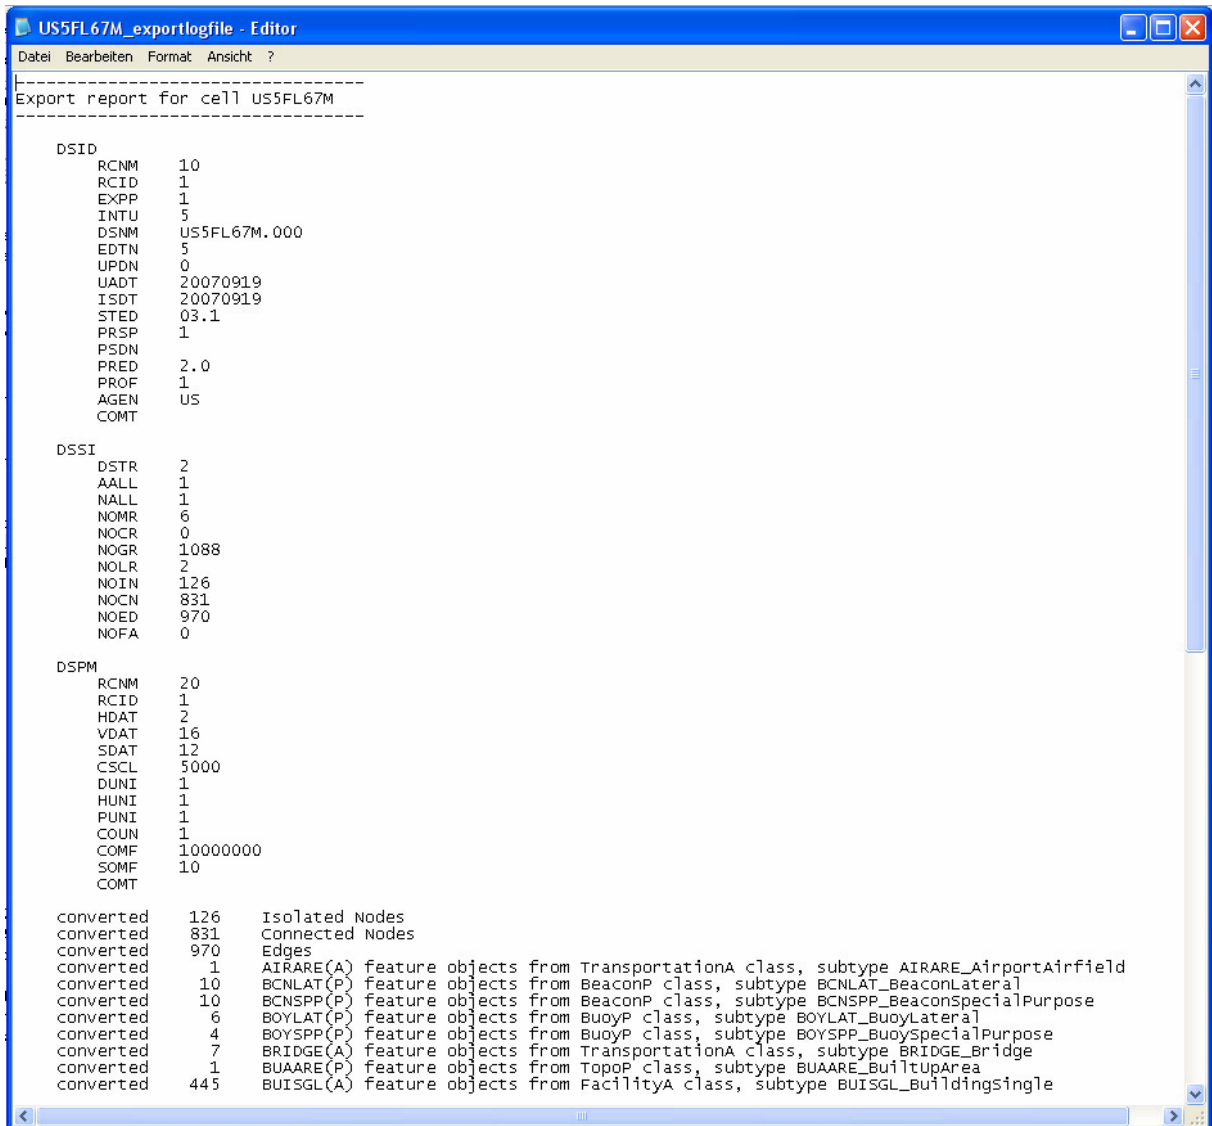 US5FL67M_exportlogfile - Editor
Datei Bearbeiten Format Ansicht ?
----------------------------------
Export report for cell US5FL67M
----------------------------------
DSID
RCNM 10
RCID 1
EXPP 1
INTU 5
DSNM US5FL67M.000
EDTN 5
UPDN 0
UADT 20070919
ISDT 20070919
STED 03.1
PRSP 1
PSDN
PRED 2.0
PROF 1
AGEN US
COMT
DSSI
DSTR 2
AALL 1
NALL 1
NOMR 6
NOCR 0
NOGR 1088
NOLR 2
NOIN 126
NOCN 831
NOED 970
NOFA 0
DSPM
RCNM 20
RCID 1
HDAT 2
VDAT 16
SDAT 12
CSCL 5000
DUNI 1
HUNI 1
PUNI 1
COUN 1
COMF 10000000
SOMF 10
COMT
converted 126 Isolated Nodes
converted 831 Connected Nodes
converted 970 Edges
converted 1 AIRARE(A) feature objects from TransportationA class, subtype AIRARE_AirportAirfield
converted 10 BCNLAT(P) feature objects from BeaconP class, subtype BCNLAT_BeaconLateral
converted 10 BCNSPP(P) feature objects from BeaconP class, subtype BCNSPP_BeaconSpecialPurpose
converted 6 BOYLAT(P) feature objects from BuoyP class, subtype BOYLAT_BuoyLateral
converted 4 BOYSPP(P) feature objects from BuoyP class, subtype BOYSPP_BuoySpecialPurpose
converted 7 BRIDGE(A) feature objects from TransportationA class, subtype BRIDGE_Bridge
converted 1 BUAARE(P) feature objects from TopoP class, subtype BUAARE_BuiltUpArea
converted 445 BUISGL(A) feature objects from FacilityA class, subtype BUISGL_BuildingSingle